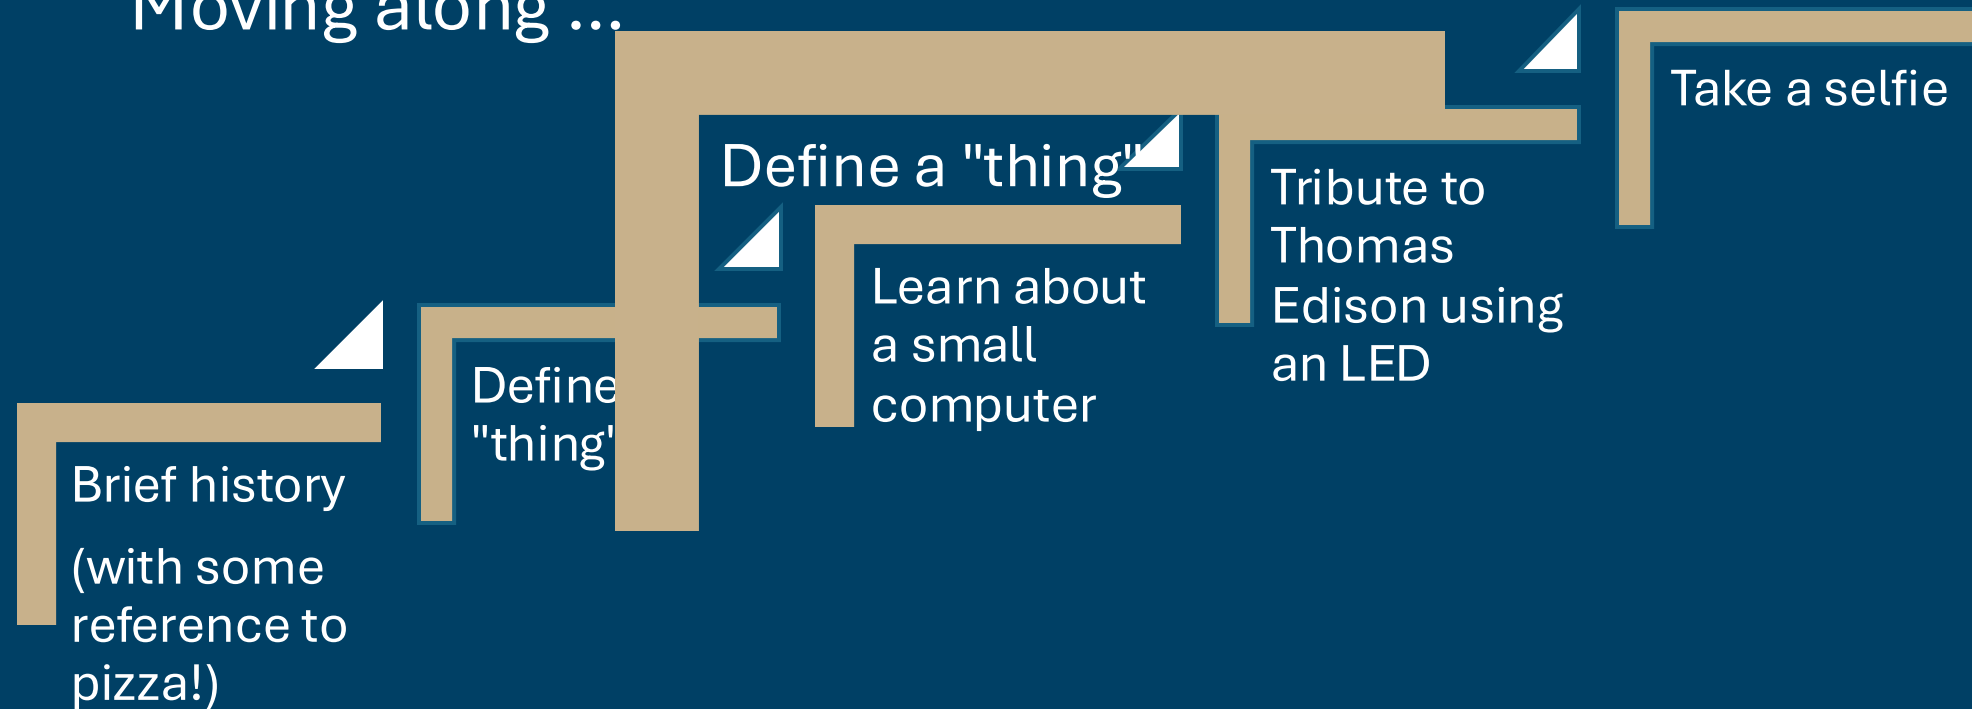 Moving along ...
Brief history
(with some
reference to
pizza!)
Define
"thing"
Define a "thing"
Learn about
a small
computer
Tribute to
Thomas
Edison using
an LED
Take a selfie